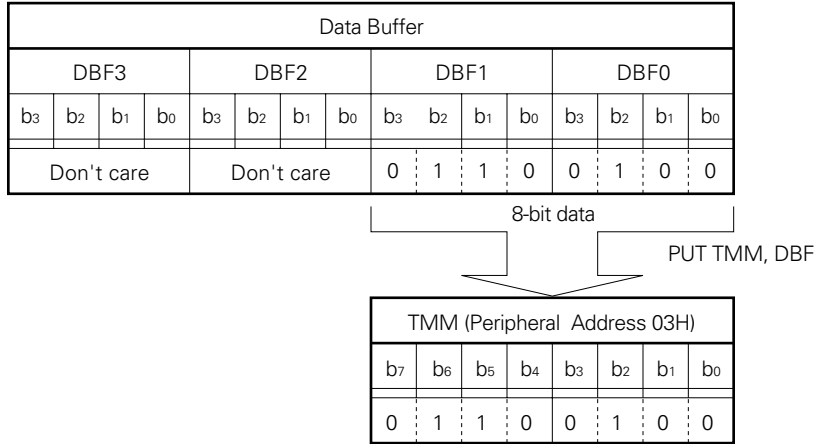 Data Buffer
DBF3 DBF2 DBF1 DBF0
b3 b2 b1 b0 b3 b2 b1 b0 b3 b2 b1 b0 b3 b2 b1 b0
Don't care Don't care 0 1 1 0 0 1 0 0
8-bit data
PUT TMM, DBF
TMM (Peripheral Address 03H)
b7 b6 b5 b4 b3 b2 b1 b0
0 1 1 0 0 1 0 0